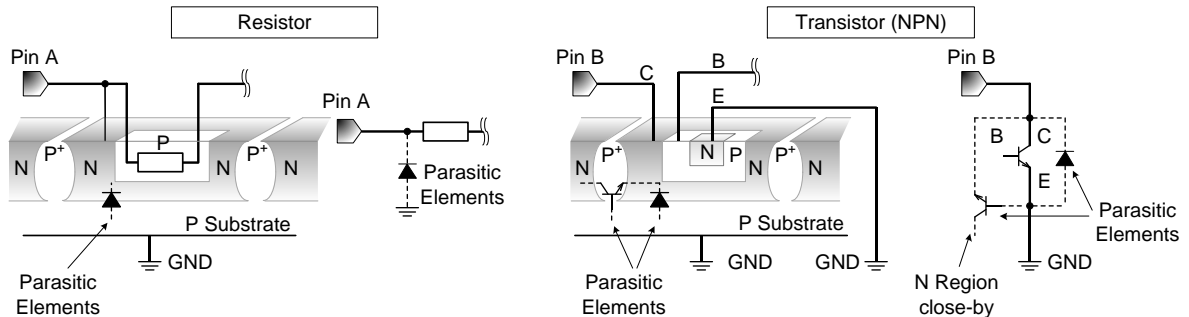 Resistor
Transistor (NPN)
Pin A
Pin A
P
N
P+
N
N
P+
N
Parasitic
Elements
P Substrate
GND
Parasitic
Elements
Pin B
C
B
E
N
P+
N
N
P
P+
N
P Substrate
GND
GND
Parasitic
Elements
Pin B
B
C
E
Parasitic
Elements
GND
N Region
close-by